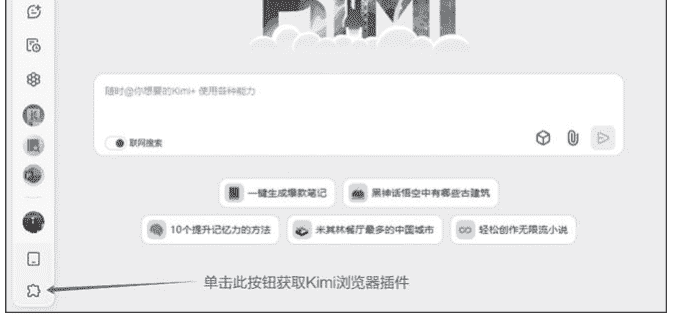 KIMI
随时@你想要的Kimi+ 使用各种能力
联网搜索
一键生成爆款笔记
黑神话悟空中有哪些古建筑
10个提升记忆力的方法
米其林餐厅最多的中国城市
轻松创作无限流小说
单击此按钮获取Kimi浏览器插件